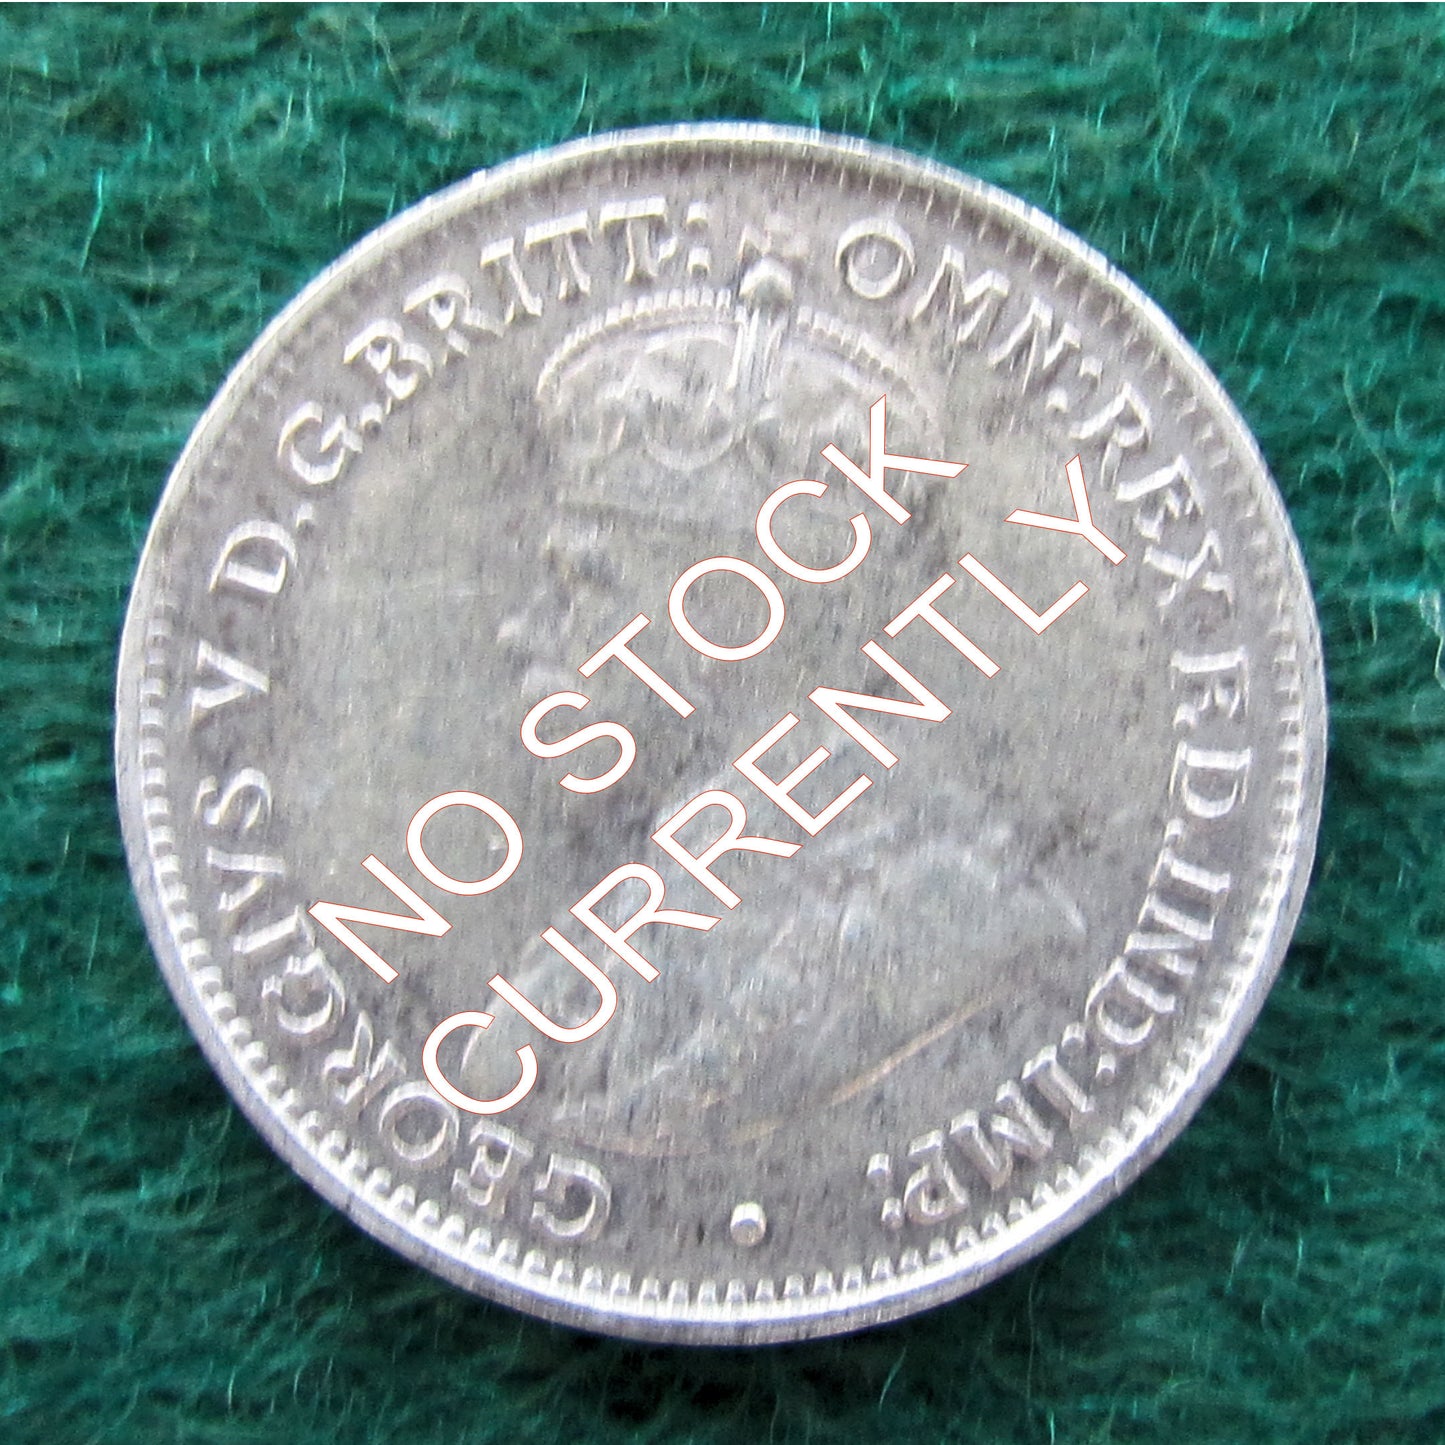 GEORGIVS V D.G.BRITT: OMN:REX F.D.IND:IMP:
NO STOCK
CURRENTLY